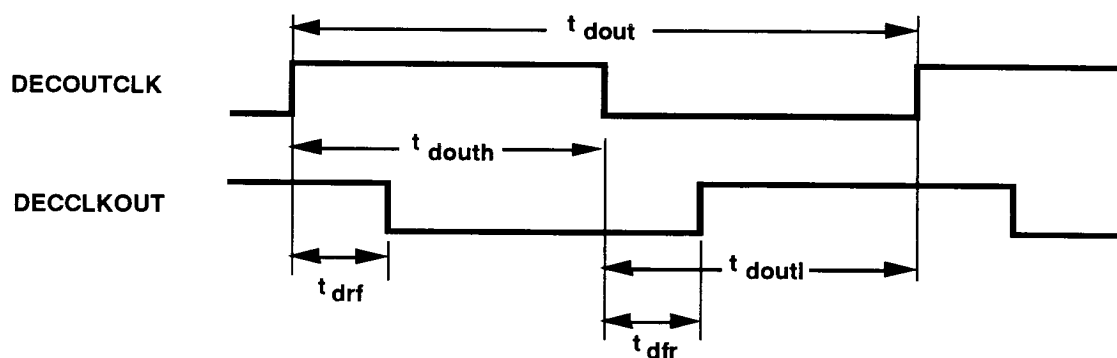 t dout
DECOUTCLK
t douth
DECCLKOUT
t doutl
t drf
t dfr